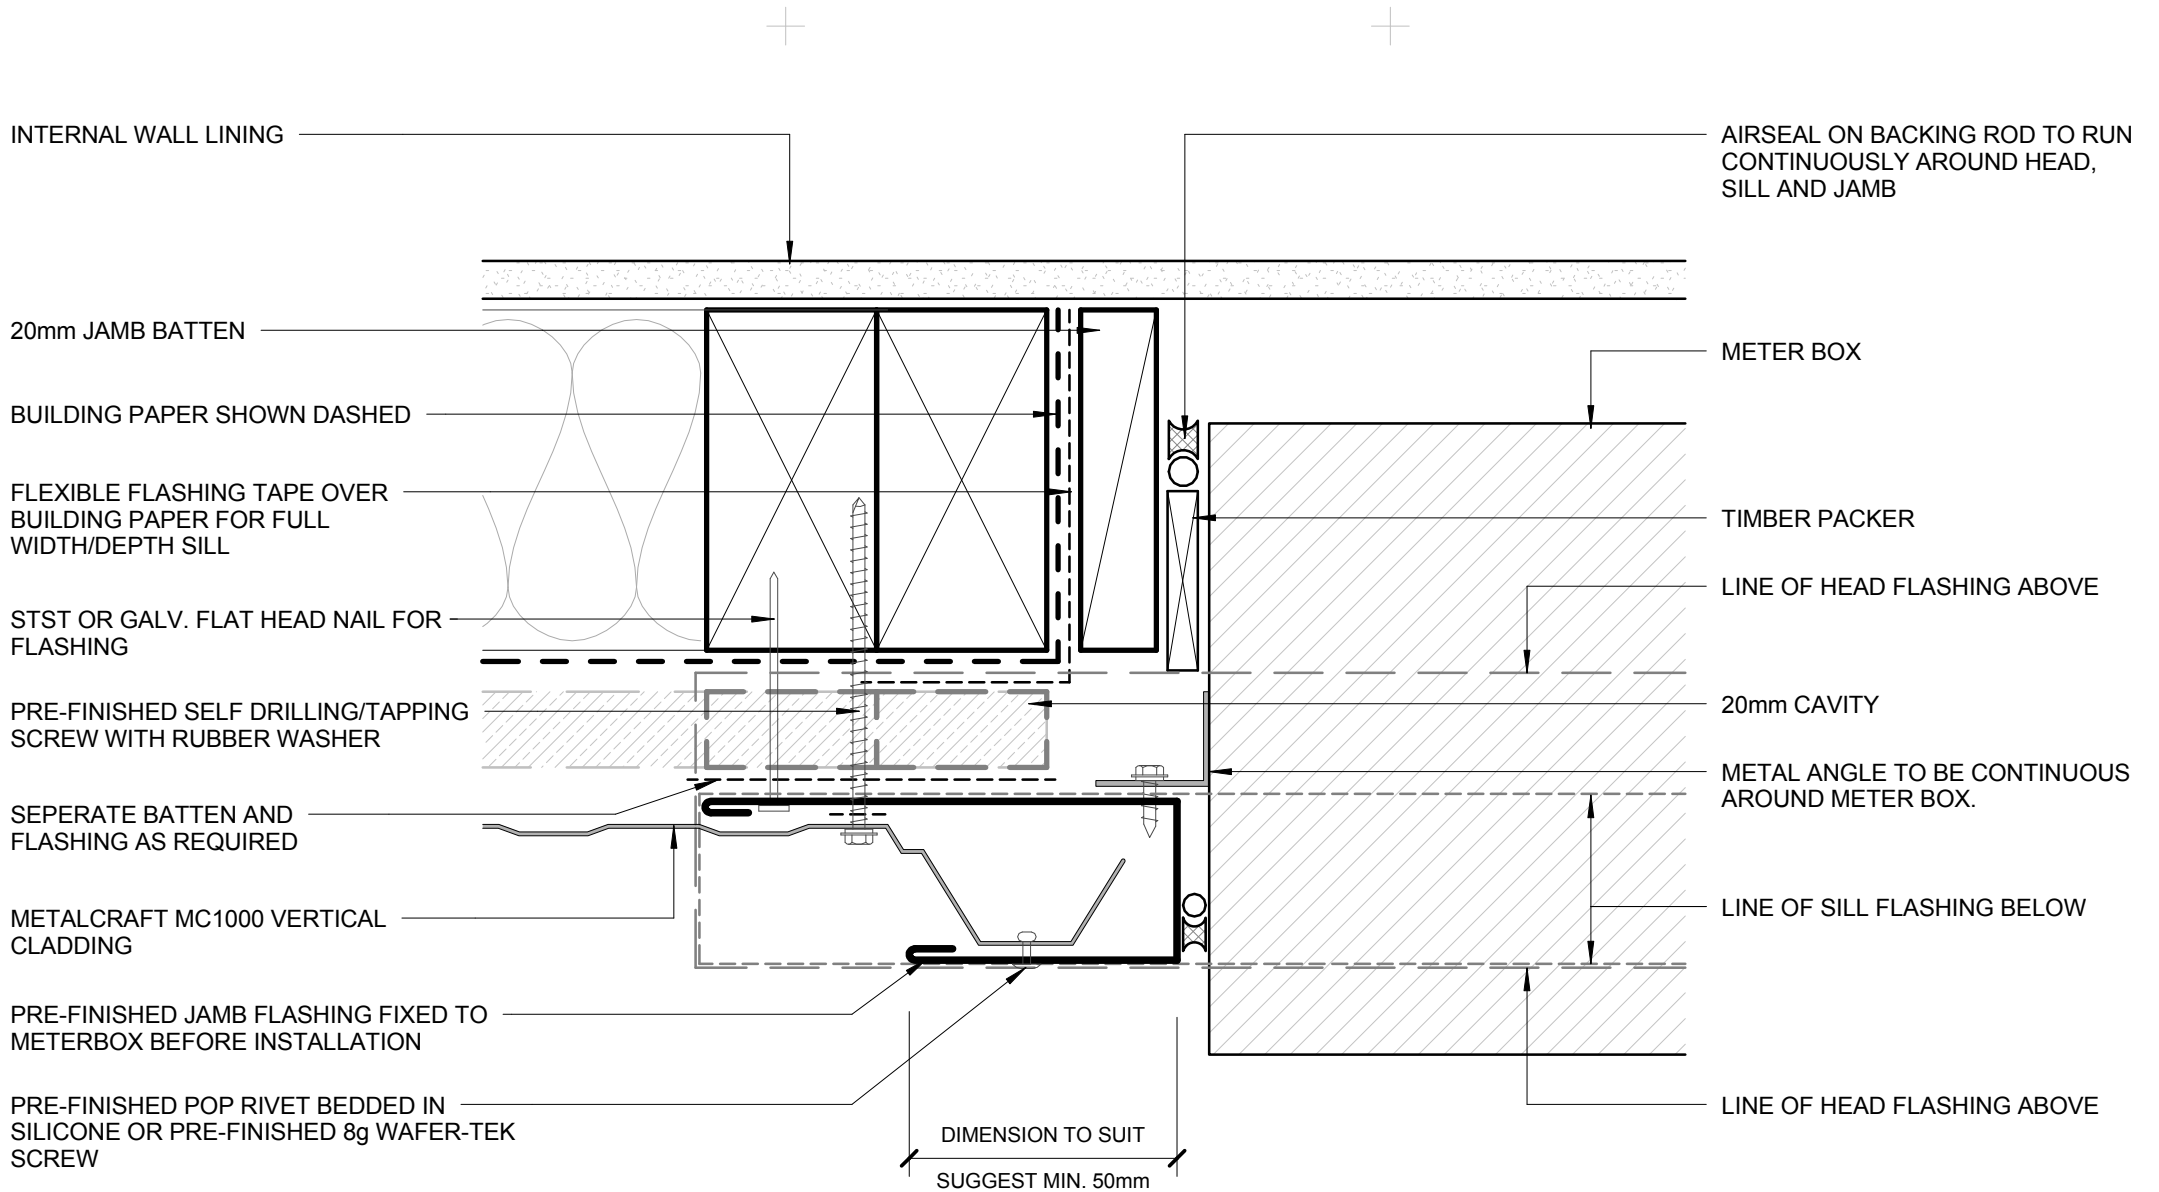 INTERNAL WALL LINING
20mm JAMB BATTEN
BUILDING PAPER SHOWN DASHED
FLEXIBLE FLASHING TAPE OVER
BUILDING PAPER FOR FULL
WIDTH/DEPTH SILL
STST OR GALV. FLAT HEAD NAIL FOR
FLASHING
PRE-FINISHED SELF DRILLING/TAPPING
SCREW WITH RUBBER WASHER
SEPERATE BATTEN AND
FLASHING AS REQUIRED
METALCRAFT MC1000 VERTICAL
CLADDING
PRE-FINISHED JAMB FLASHING FIXED TO
METERBOX BEFORE INSTALLATION
PRE-FINISHED POP RIVET BEDDED IN
SILICONE OR PRE-FINISHED 8g WAFER-TEK
SCREW
DIMENSION TO SUIT
SUGGEST MIN. 50mm
AIRSEAL ON BACKING ROD TO RUN
CONTINUOUSLY AROUND HEAD,
SILL AND JAMB
METER BOX
TIMBER PACKER
LINE OF HEAD FLASHING ABOVE
20mm CAVITY
METAL ANGLE TO BE CONTINUOUS
AROUND METER BOX.
LINE OF SILL FLASHING BELOW
LINE OF HEAD FLASHING ABOVE